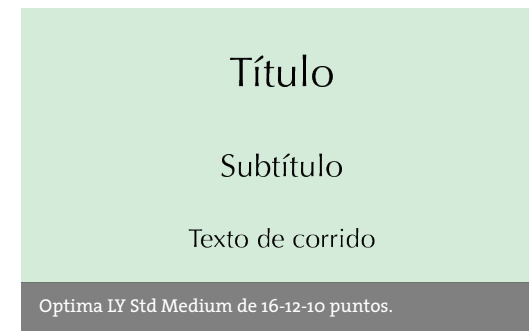 Título
Subtítulo
Texto de corrido
Optima LY Std Medium de 16-12-10 puntos.